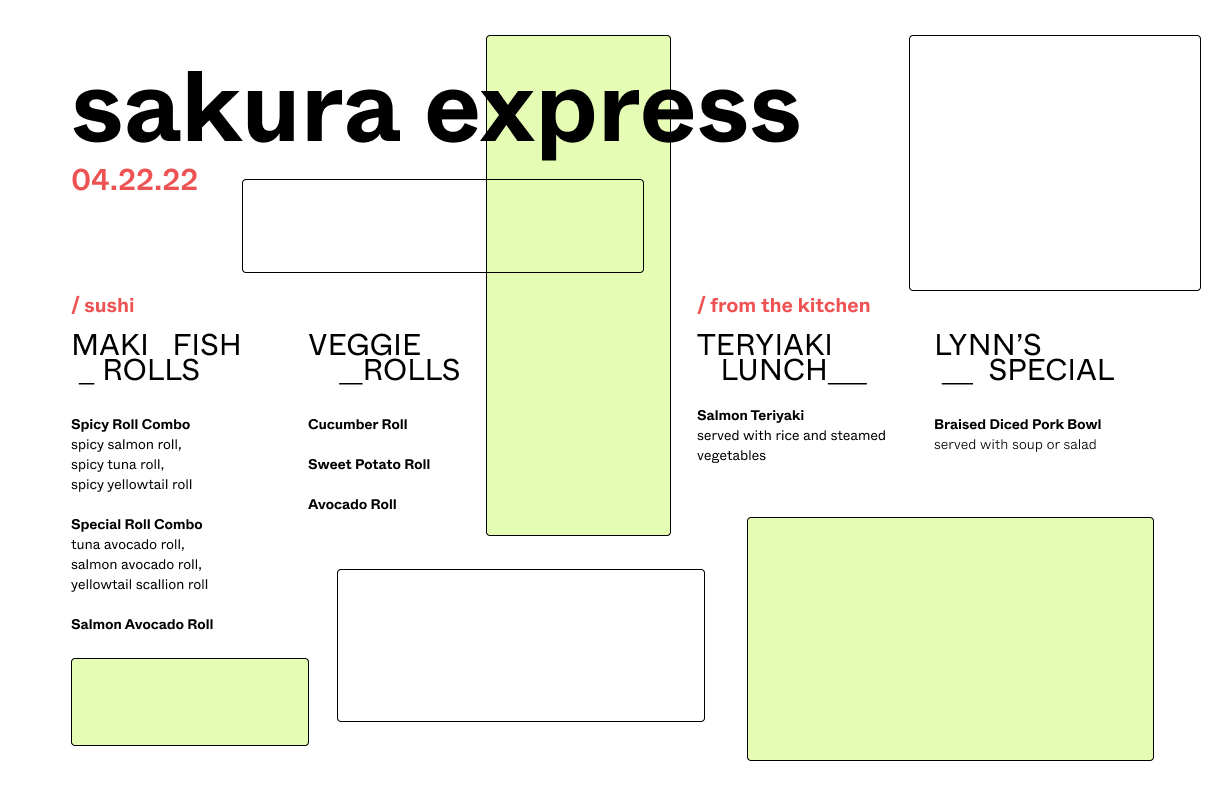 sakura express
04.22.22
/ sushi
MAKI FISH
_ ROLLS
Spicy Roll Combo
spicy salmon roll,
spicy tuna roll,
spicy yellowtail roll
Special Roll Combo
tuna avocado roll,
salmon avocado roll,
yellowtail scallion roll
Salmon Avocado Roll
VEGGIE
__ROLLS
Cucumber Roll
Sweet Potato Roll
Avocado Roll
/ from the kitchen
TERYIAKI
LUNCH___
Salmon Teriyaki
served with rice and steamed
vegetables
LYNN’S
__ SPECIAL
Braised Diced Pork Bowl
served with soup or salad